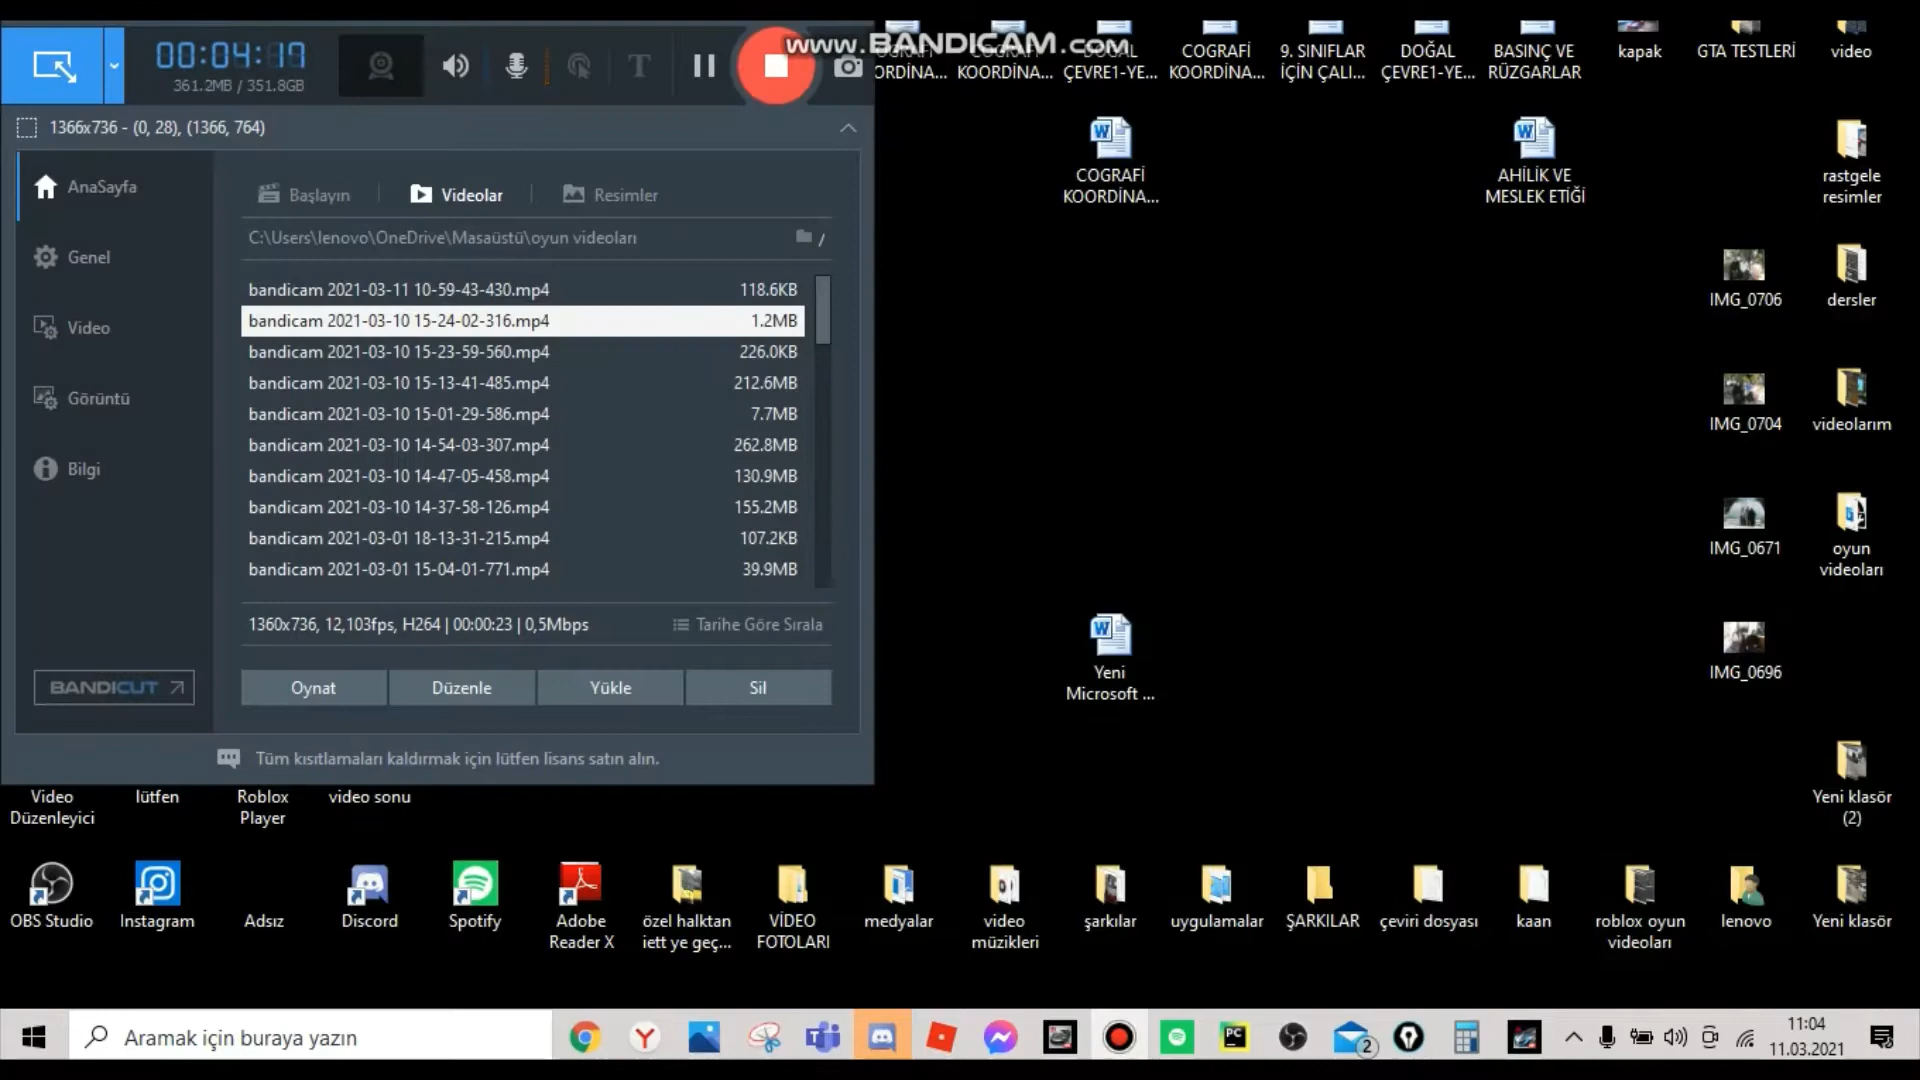 www.BANDICAM.com
00:04:17
361.2MB / 351.8GB
1366x736 - (0, 28), (1366, 764)
AnaSayfa
Genel
Video
Görüntü
Bilgi
BANDICUT
Başlayın
Videolar
Resimler
C:\Users\lenovo\OneDrive\Masaüstü\oyun videoları
/
bandicam 2021-03-11 10-59-43-430.mp4 118.6KB
bandicam 2021-03-10 15-24-02-316.mp4 1.2MB
bandicam 2021-03-10 15-23-59-560.mp4 226.0KB
bandicam 2021-03-10 15-13-41-485.mp4 212.6MB
bandicam 2021-03-10 15-01-29-586.mp4 7.7MB
bandicam 2021-03-10 14-54-03-307.mp4 262.8MB
bandicam 2021-03-10 14-47-05-458.mp4 130.9MB
bandicam 2021-03-10 14-37-58-126.mp4 155.2MB
bandicam 2021-03-01 18-13-31-215.mp4 107.2KB
bandicam 2021-03-01 15-04-01-771.mp4 39.9MB
1360x736, 12,103fps, H264 | 00:00:23 | 0,5Mbps
Tarihe Göre Sırala
Oynat
Düzenle
Yükle
Sil
Tüm kısıtlamaları kaldırmak için lütfen lisans satın alın.
KOORDİNA...
DOĞAL
ÇEVRE1-YE...
COGRAFİ
KOORDİNA...
9. SINIFLAR
İÇİN ÇALI...
DOĞAL
ÇEVRE1-YE...
BASINÇ VE
RÜZGARLAR
kapak
GTA TESTLERİ
video
COGRAFİ
KOORDİNA...
AHİLİK VE
MESLEK ETİĞİ
rastgele
resimler
IMG_0706
dersler
IMG_0704
videolarım
IMG_0671
oyun
videoları
Yeni
Microsoft ...
IMG_0696
Video
Düzenleyici
lütfen
Roblox
Player
video sonu
Yeni klasör
(2)
OBS Studio
Instagram
Adsız
Discord
Spotify
Adobe
Reader X
özel halktan
iett ye geç...
VİDEO
FOTOLARI
medyalar
video
müzikleri
şarkılar
uygulamalar
ŞARKILAR
çeviri dosyası
kaan
roblox oyun
videoları
lenovo
Yeni klasör
Aramak için buraya yazın
PC
2
11:04
11.03.2021